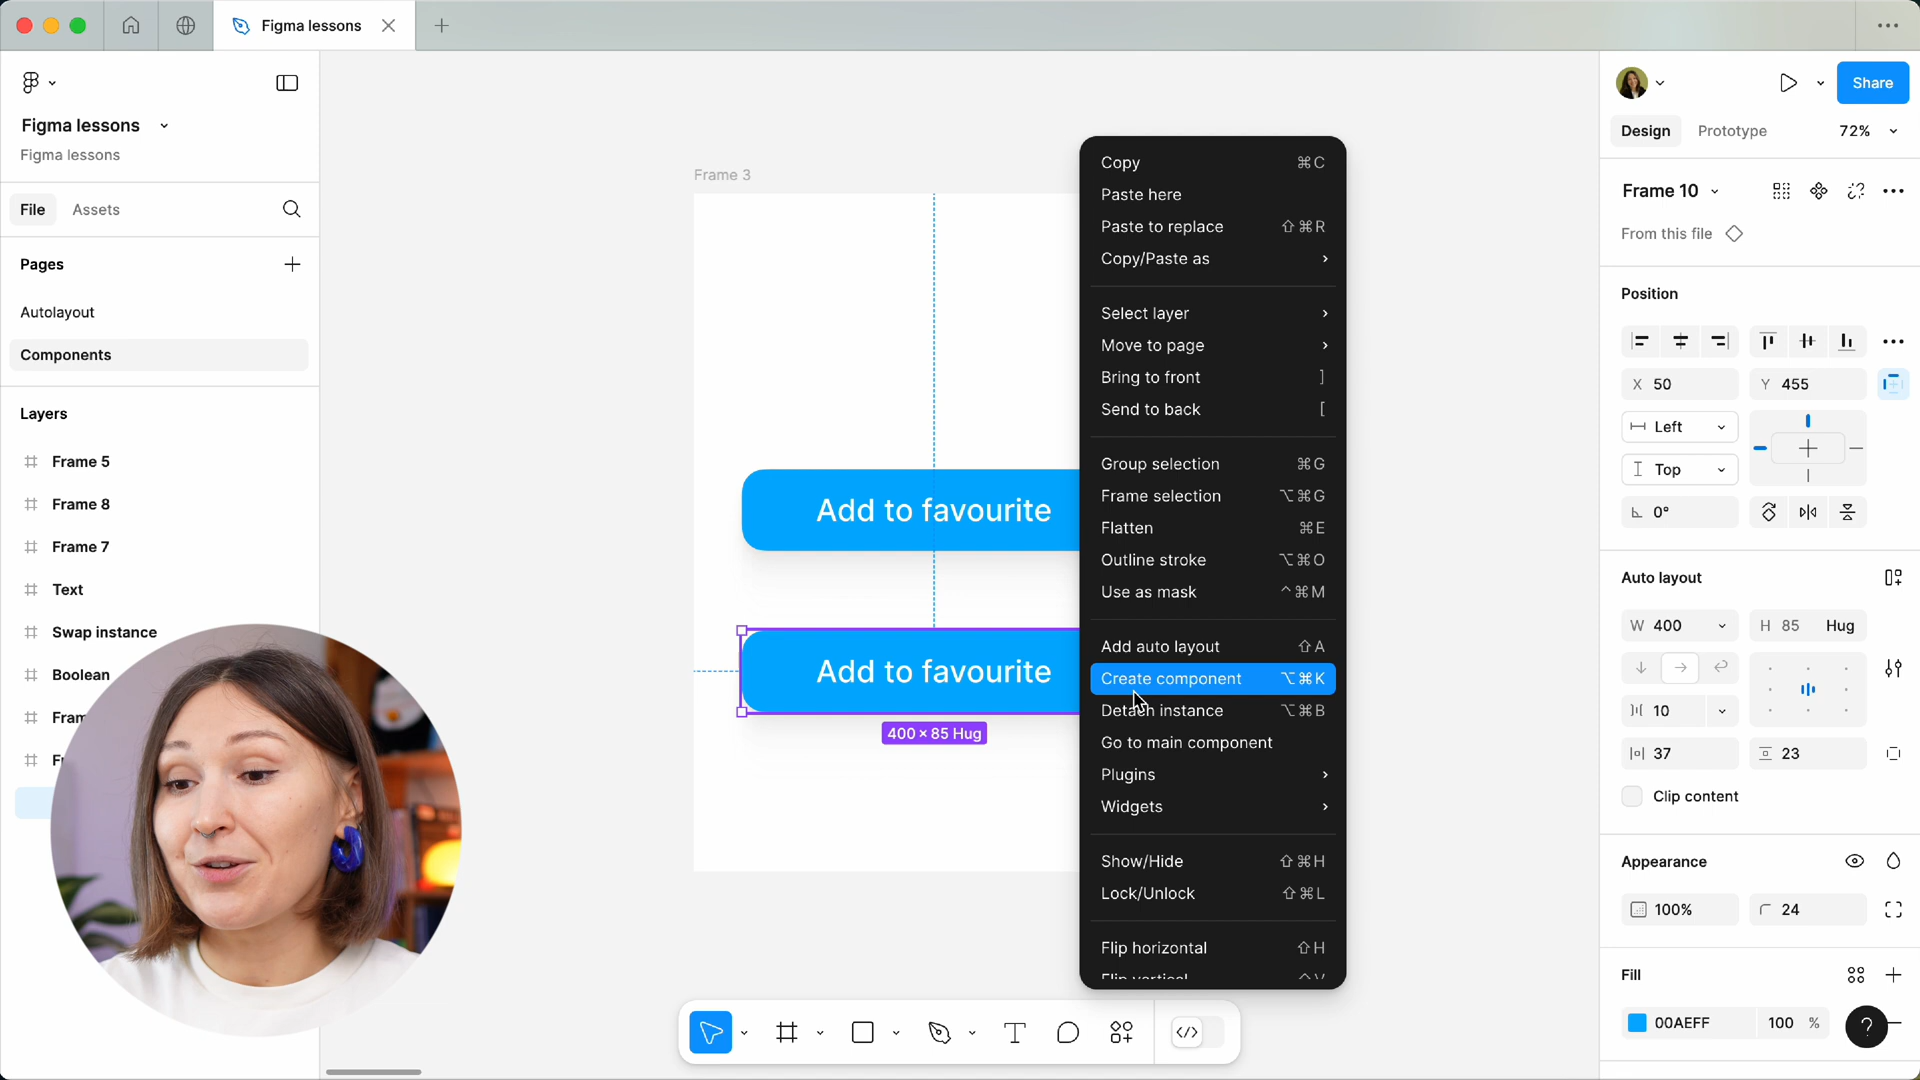 Figma lessons
Figma lessons
Figma lessons
File
Assets
Pages
Autolayout
Components
Layers
Frame 5
Frame 8
Frame 7
Text
Swap instance
Boolean
Fram
Frame 3
Add to favourite
Add to favourite
400 × 85 Hug
Copy ⌘C
Paste here
Paste to replace ⇧⌘R
Copy/Paste as
Select layer
Move to page
Bring to front ]
Send to back [
Group selection ⌘G
Frame selection ⌥⌘G
Flatten ⌘E
Outline stroke ⌥⌘O
Use as mask ^⌘M
Add auto layout ⇧A
Create component ⌥⌘K
Detach instance ⌥⌘B
Go to main component
Plugins
Widgets
Show/Hide ⇧⌘H
Lock/Unlock ⇧⌘L
Flip horizontal ⇧H
Flip vertical ⇧V
Share
Design
Prototype
72%
Frame 10
From this file
Position
X 50
Y 455
Left
Top
0°
Auto layout
W 400
H 85 Hug
10
37
23
Clip content
Appearance
100%
24
Fill
00AEFF 100 %
?